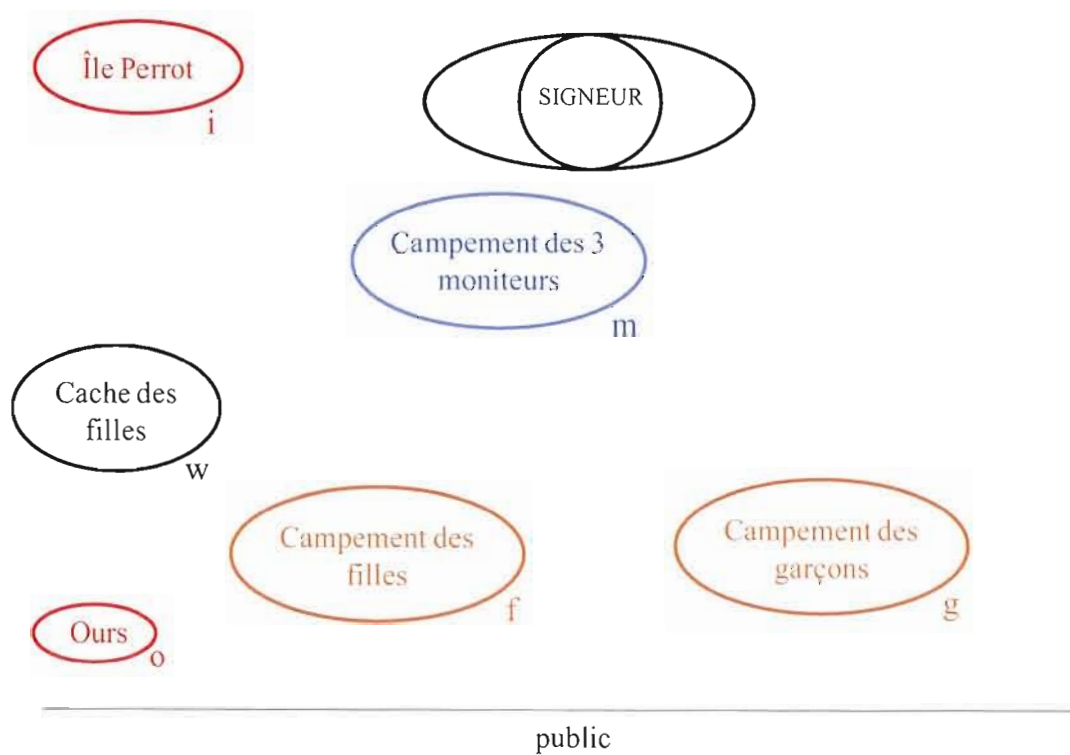 Île Perrot
i
SIGNEUR
Campement des 3
moniteurs
m
Cache des
filles
w
Campement des
filles
f
Campement des
garçons
g
Ours
o
public